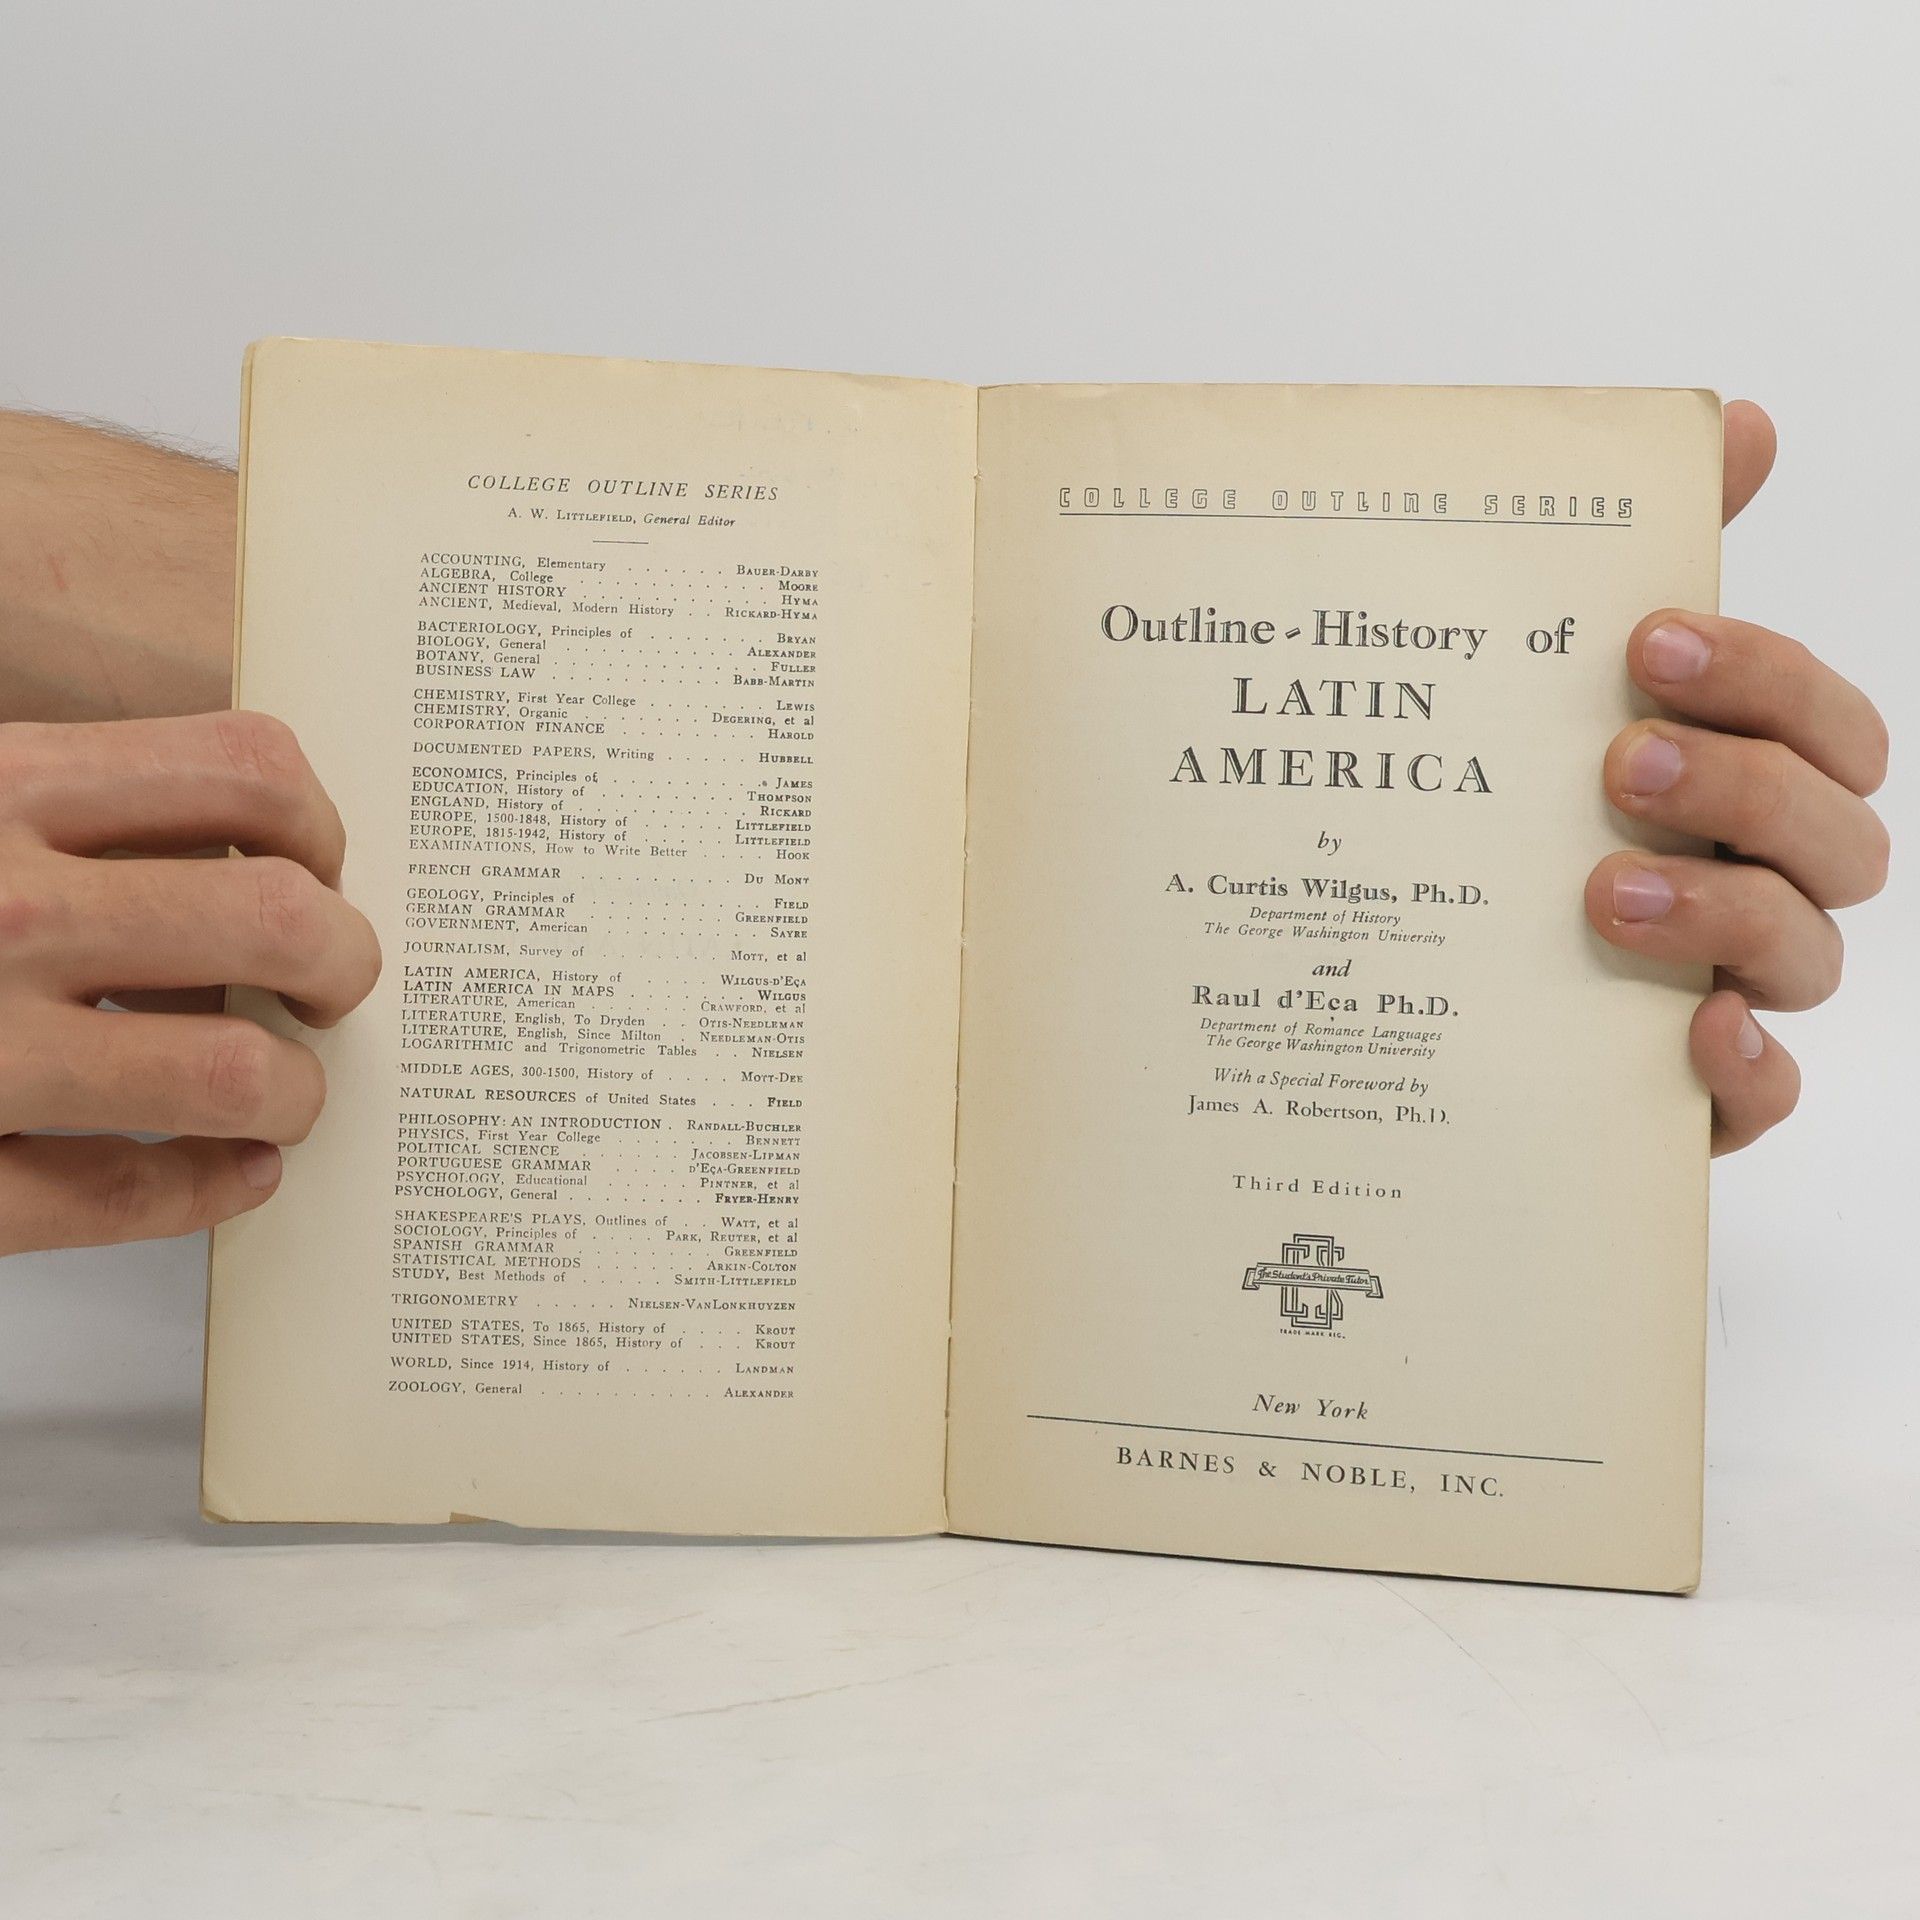 COLLEGE OUTLINE SERIES
A. W. LITTLEFIELD, General Editor
ACCOUNTING, Elementary . . . . . . BAUER-DARBY
ALGEBRA, College . . . . . . . . . . MOORE
ANCIENT HISTORY . . . . . . . . . . HYMA
ANCIENT, Medieval, Modern History . . RICKARD-HYMA
BACTERIOLOGY, Principles of . . . . . . . BRYAN
BIOLOGY, General . . . . . . . . . . ALEXANDER
BOTANY, General . . . . . . . . . . . . FULLER
BUSINESS LAW . . . . . . . . . . BABB-MARTIN
CHEMISTRY, First Year College . . . . . . . LEWIS
CHEMISTRY, Organic . . . . . . . DEGERING, et al
CORPORATION FINANCE . . . . . . . . HAROLD
DOCUMENTED PAPERS, Writing . . . . . HUBBELL
ECONOMICS, Principles of . . . . . . . . . . JAMES
EDUCATION, History of . . . . . . . . THOMPSON
ENGLAND, History of . . . . . . . . . RICKARD
EUROPE, 1500-1848, History of . . . . . LITTLEFIELD
EUROPE, 1815-1942, History of . . . . . LITTLEFIELD
EXAMINATIONS, How to Write Better . . . . HOOK
FRENCH GRAMMAR . . . . . . . . . DU MONT
GEOLOGY, Principles of . . . . . . . . . . FIELD
GERMAN GRAMMAR . . . . . . . . GREENFIELD
GOVERNMENT, American . . . . . . . . . SAYRE
JOURNALISM, Survey of . . . . . . . MOTT, et al
LATIN AMERICA, History of . . . . WILGUS-D'EÇA
LATIN AMERICA IN MAPS . . . . . . . WILGUS
LITERATURE, American . . . . . . CRAWFORD, et al
LITERATURE, English, To Dryden . . OTIS-NEEDLEMAN
LITERATURE, English, Since Milton . NEEDLEMAN-OTIS
LOGARITHMIC and Trigonometric Tables . . NIELSEN
MIDDLE AGES, 300-1500, History of . . . . MOTT-DEE
NATURAL RESOURCES of United States . . . FIELD
PHILOSOPHY: AN INTRODUCTION . RANDALL-BUCHLER
PHYSICS, First Year College . . . . . . . BENNETT
POLITICAL SCIENCE . . . . . . JACOBSEN-LIPMAN
PORTUGUESE GRAMMAR . . . . D'EÇA-GREENFIELD
PSYCHOLOGY, Educational . . . . . PINTNER, et al
PSYCHOLOGY, General . . . . . . . FRYER-HENRY
SHAKESPEARE'S PLAYS, Outlines of . . WATT, et al
SOCIOLOGY, Principles of . . . . PARK, REUTER, et al
SPANISH GRAMMAR . . . . . . . . GREENFIELD
STATISTICAL METHODS . . . . . . ARKIN-COLTON
STUDY, Best Methods of . . . . . SMITH-LITTLEFIELD
TRIGONOMETRY . . . . . NIELSEN-VANLONKHUYZEN
UNITED STATES, To 1865, History of . . . . KROUT
UNITED STATES, Since 1865, History of . . . KROUT
WORLD, Since 1914, History of . . . . . . LANDMAN
ZOOLOGY, General . . . . . . . . . . ALEXANDER
COLLEGE OUTLINE SERIES
Outline-History of
LATIN
AMERICA
by
A. Curtis Wilgus, Ph.D.
Department of History
The George Washington University
and
Raul d'Eça Ph.D.
Department of Romance Languages
The George Washington University
With a Special Foreword by
James A. Robertson, Ph.D.
Third Edition
The Student's Private Tutor
TRADE MARK REG.
New York
BARNES & NOBLE, INC.